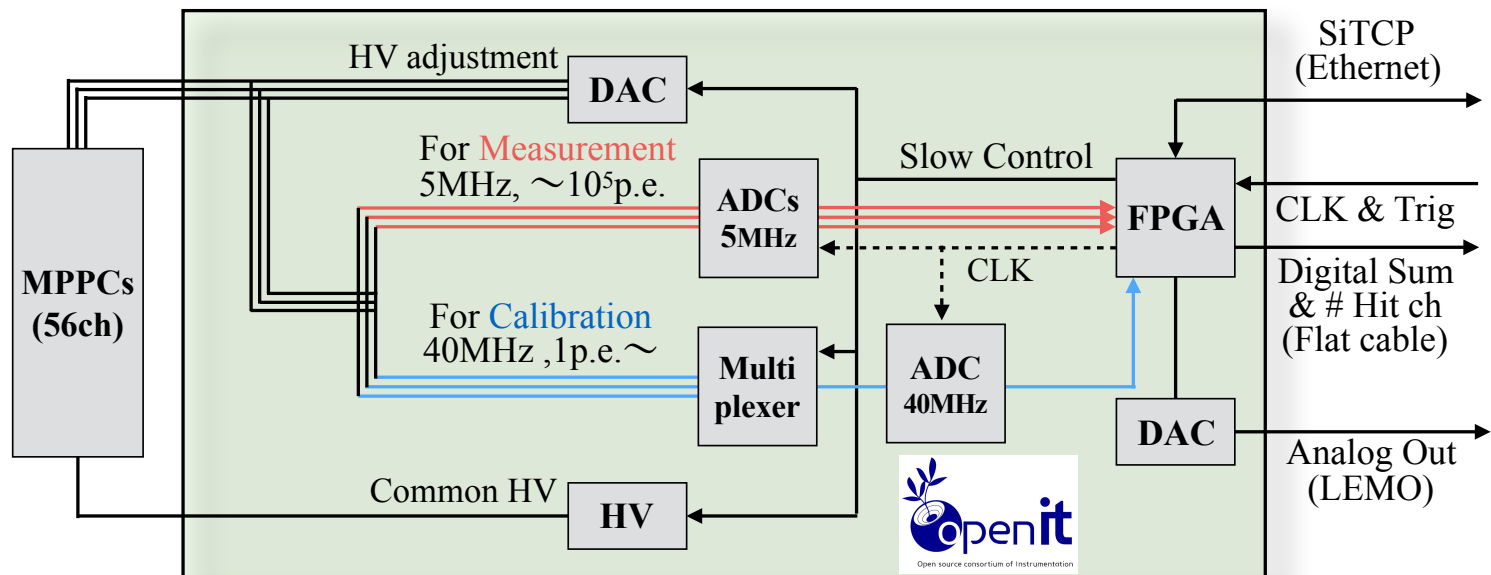 HV adjustment
DAC
SiTCP
(Ethernet)
For Measurement
5MHz, ～10⁵p.e.
ADCs
5MHz
Slow Control
FPGA
CLK & Trig
MPPCs
(56ch)
CLK
Digital Sum
& # Hit ch
(Flat cable)
For Calibration
40MHz ,1p.e.～
Multi
plexer
ADC
40MHz
DAC
Analog Out
(LEMO)
Common HV
HV
openit
Open source consortium of Instrumentation